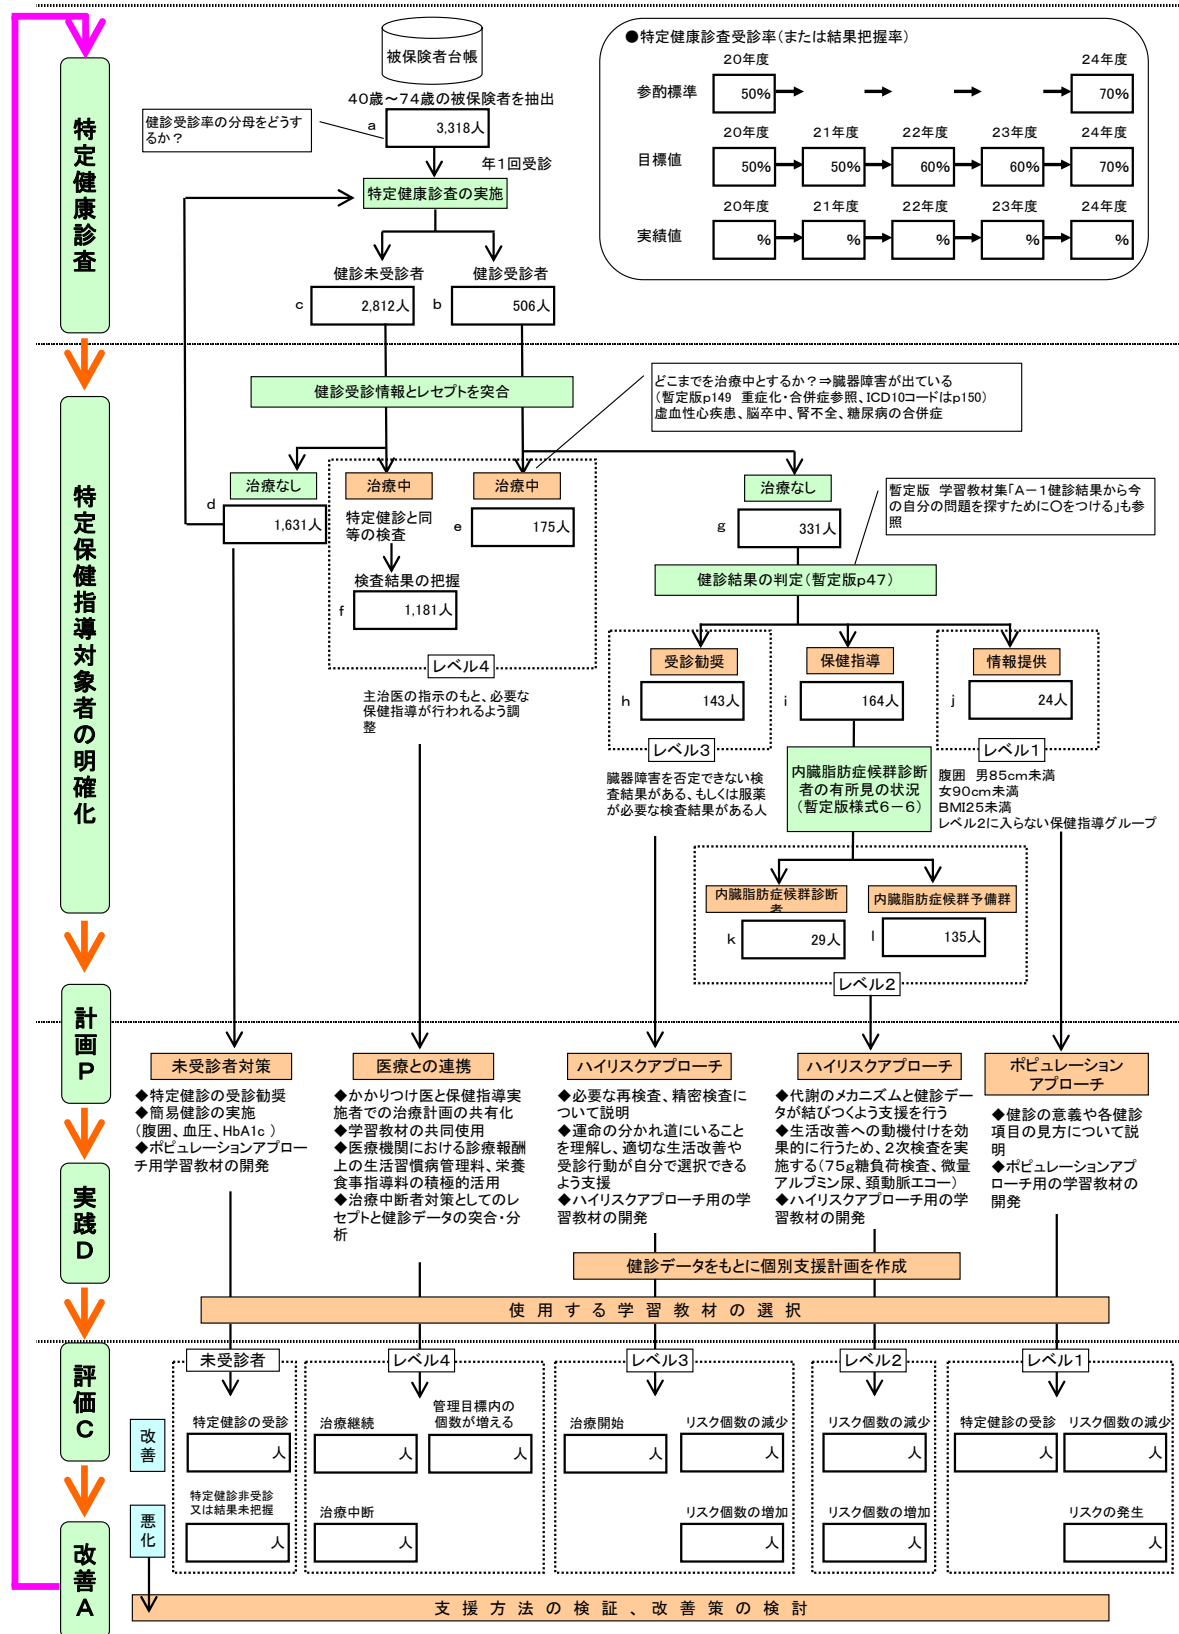 特定健康診査
特定保健指導対象者の明確化
計画P
実践D
評価C
改善A
被保険者台帳
40歳～74歳の被保険者を抽出
健診受診率の分母をどうするか？
a
3,318人
年1回受診
特定健康診査の実施
健診未受診者
健診受診者
c
2,812人
b
506人
●特定健康診査受診率(または結果把握率)
20年度
24年度
参酌標準
50%
70%
20年度
21年度
22年度
23年度
24年度
目標値
50%
50%
60%
60%
70%
20年度
21年度
22年度
23年度
24年度
実績値
%
%
%
%
%
健診受診情報とレセプトを突合
どこまでを治療中とするか？⇒臓器障害が出ている
(暫定版p149　重症化・合併症参照、ICD10コードはp150)
虚血性心疾患、脳卒中、腎不全、糖尿病の合併症
治療なし
治療中
治療中
治療なし
d
1,631人
特定健診と同
等の検査
e
175人
g
331人
暫定版　学習教材集「A－1健診結果から今
の自分の問題を探すために〇をつける」も参
照
検査結果の把握
f
1,181人
レベル4
健診結果の判定(暫定版p47)
受診勧奨
保健指導
情報提供
h
143人
i
164人
j
24人
レベル3
レベル1
主治医の指示のもと、必要な
保健指導が行われるよう調
整
臓器障害を否定できない検
査結果がある、もしくは服薬
が必要な検査結果がある人
内臓脂肪症候群診断
者の有所見の状況
(暫定版様式6－6)
腹囲　男85cm未満
女90cm未満
BMI25未満
レベル2に入らない保健指導グループ
内臓脂肪症候群診断
者
内臓脂肪症候群予備群
k
29人
l
135人
レベル2
未受診者対策
◆特定健診の受診勧奨
◆簡易健診の実施
(腹囲、血圧、HbA1c )
◆ポピュレーションアプロー
チ用学習教材の開発
医療との連携
◆かかりつけ医と保健指導実
施者での治療計画の共有化
◆学習教材の共同使用
◆医療機関における診療報酬
上の生活習慣病管理料、栄養
食事指導料の積極的活用
◆治療中断者対策としてのレ
セプトと健診データの突合・分
析
ハイリスクアプローチ
◆必要な再検査、精密検査に
ついて説明
◆運命の分かれ道にいること
を理解し、適切な生活改善や
受診行動が自分で選択できる
よう支援
◆ハイリスクアプローチ用の学
習教材の開発
ハイリスクアプローチ
◆代謝のメカニズムと健診デー
タが結びつくよう支援を行う
◆生活改善への動機付けを効
果的に行うため、2次検査を実
施する(75g糖負荷検査、微量
アルブミン尿、頚動脈エコー)
◆ハイリスクアプローチ用の学
習教材の開発
ポピュレーション
アプローチ
◆健診の意義や各健診
項目の見方について説
明
◆ポピュレーションアプ
ローチ用の学習教材の
開発
健診データをもとに個別支援計画を作成
使用する学習教材の選択
未受診者
レベル4
レベル3
レベル2
レベル1
改善
特定健診の受診
人
治療継続
人
管理目標内の
個数が増える
人
治療開始
人
リスク個数の減少
人
リスク個数の減少
人
特定健診の受診
人
リスク個数の減少
人
悪化
特定健診非受診
又は結果未把握
人
治療中断
人
リスク個数の増加
人
リスク個数の増加
人
リスクの発生
人
支援方法の検証、改善策の検討